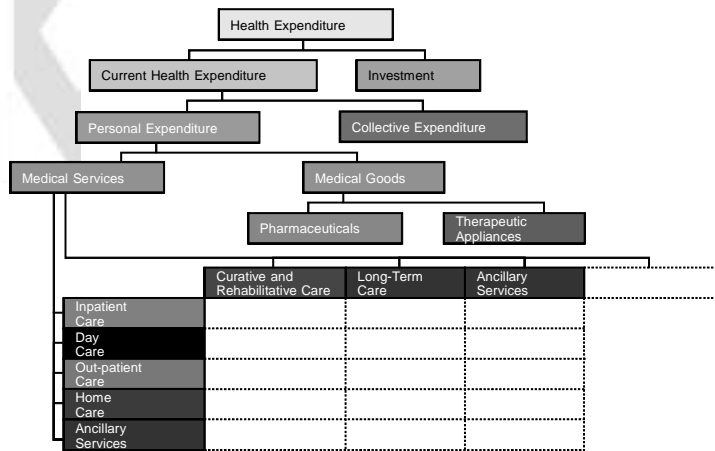 Health Expenditure
Current Health Expenditure
Investment
Personal Expenditure
Collective Expenditure
Medical Services
Medical Goods
Pharmaceuticals
Therapeutic
Appliances
Curative and
Rehabilitative Care
Long-Term
Care
Ancillary
Services
Inpatient
Care
Day
Care
Out-patient
Care
Home
Care
Ancillary
Services